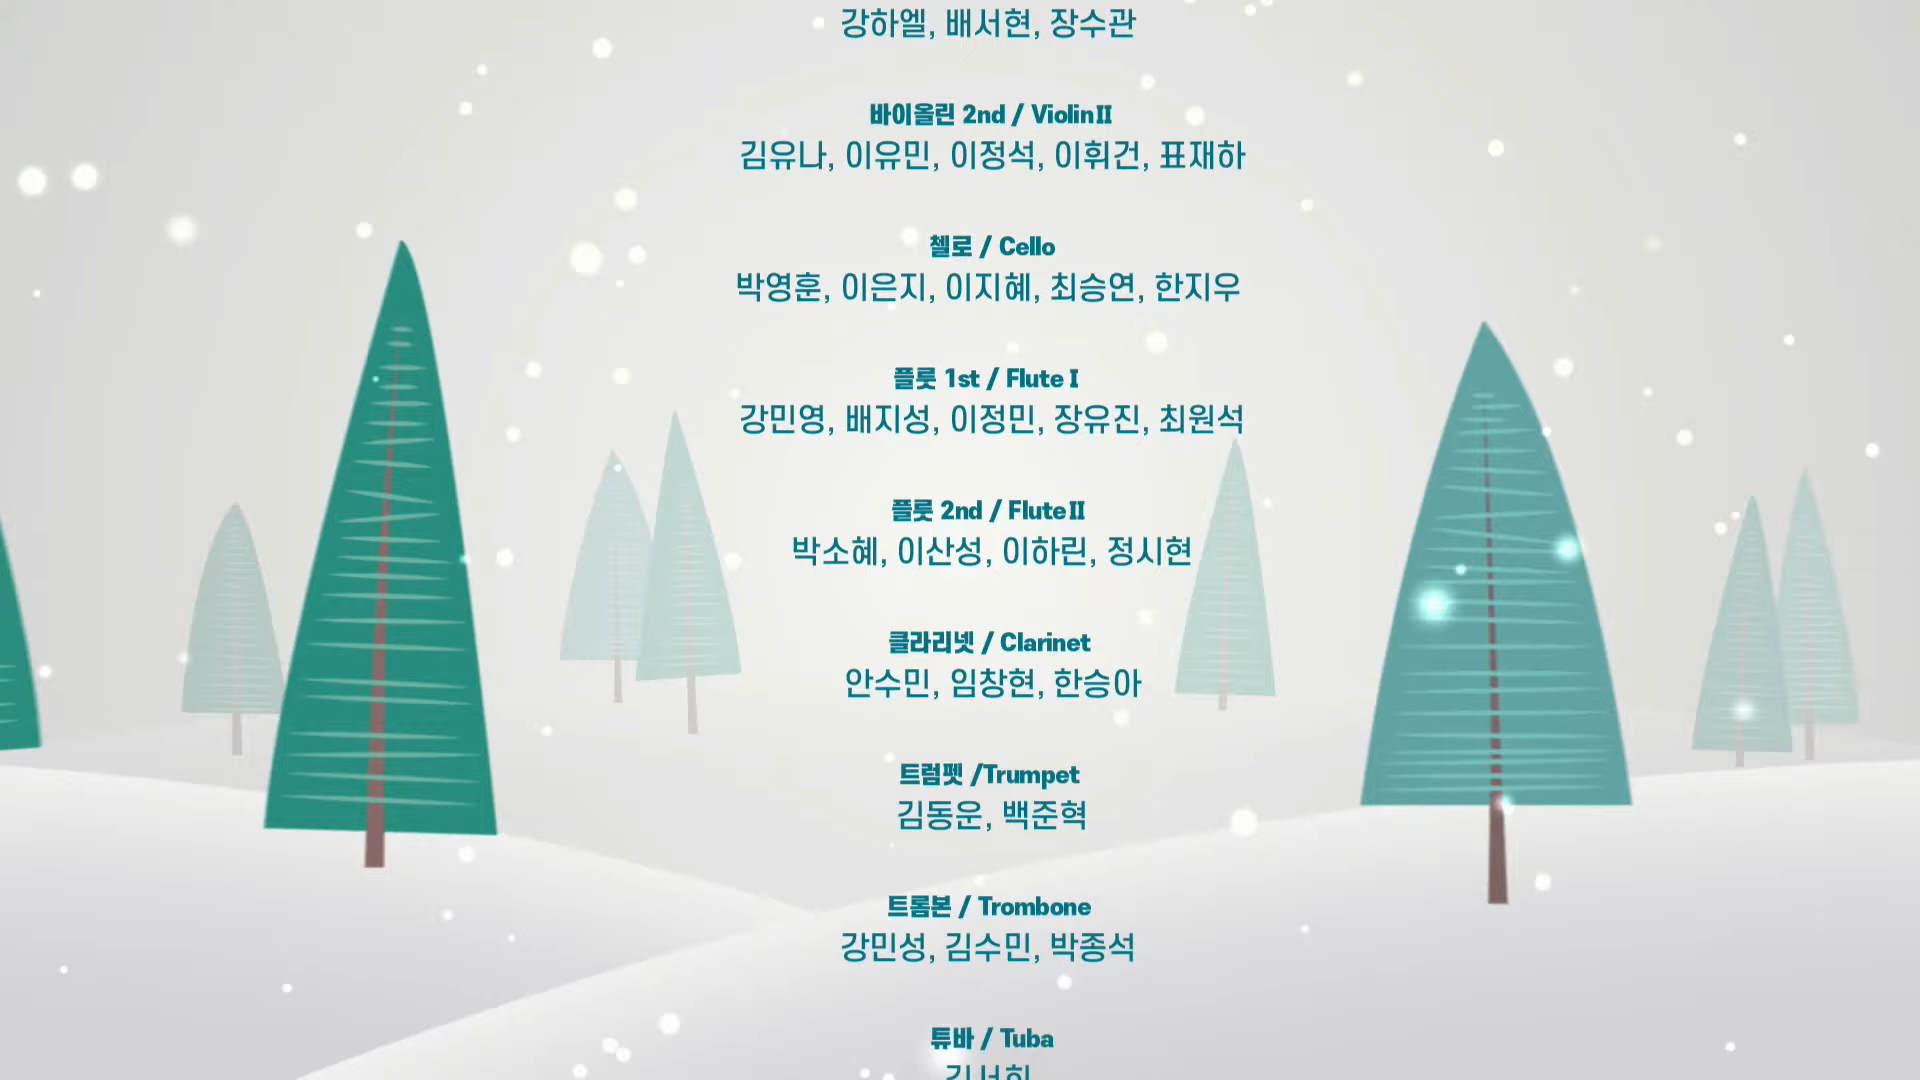 강하엘, 배서현, 장수관
바이올린 2nd / ViolinⅡ
김유나, 이유민, 이정석, 이휘건, 표재하
첼로 / Cello
박영훈, 이은지, 이지혜, 최승연, 한지우
플룻 1st / Flute Ⅰ
강민영, 배지성, 이정민, 장유진, 최원석
플룻 2nd / FluteⅡ
박소혜, 이산성, 이하린, 정시현
클라리넷 / Clarinet
안수민, 임창현, 한승아
트럼펫 /Trumpet
김동운, 백준혁
트롬본 / Trombone
강민성, 김수민, 박종석
튜바 / Tuba